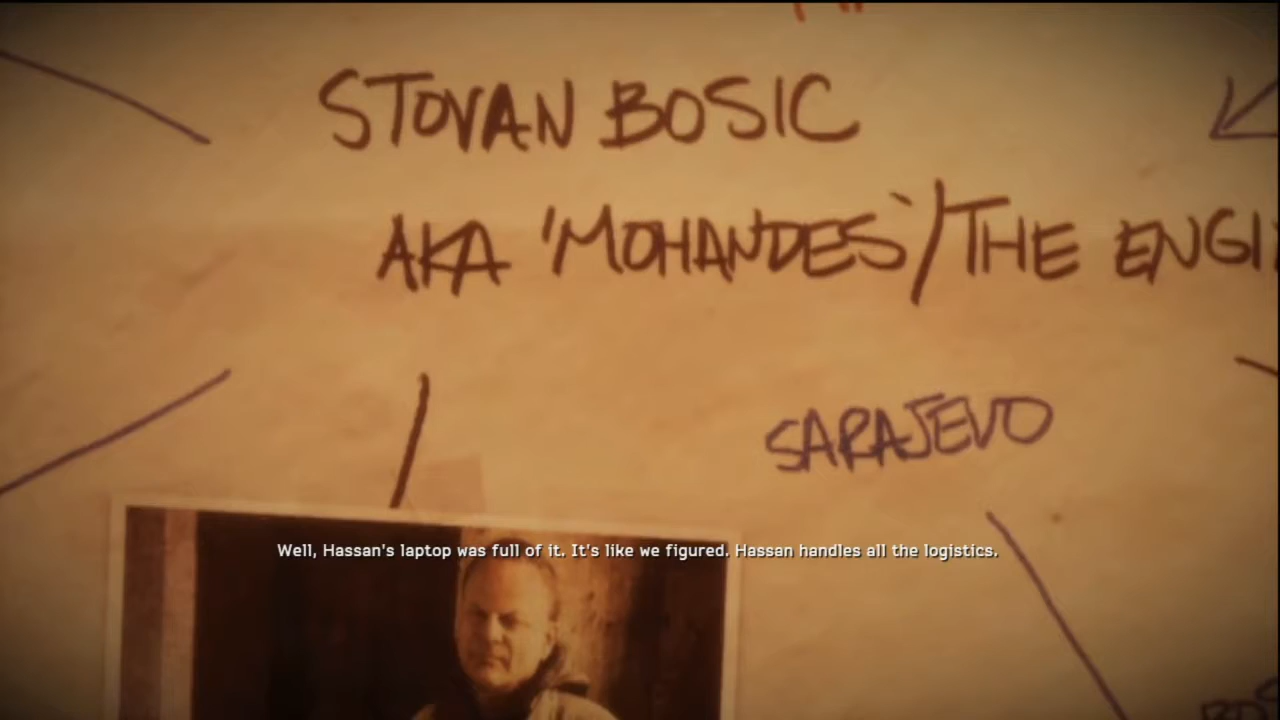 STOVAN BOSIC
AKA 'MOHANDES'/THE ENGI
SARAJEVO
Well, Hassan's laptop was full of it. It's like we figured. Hassan handles all the logistics.